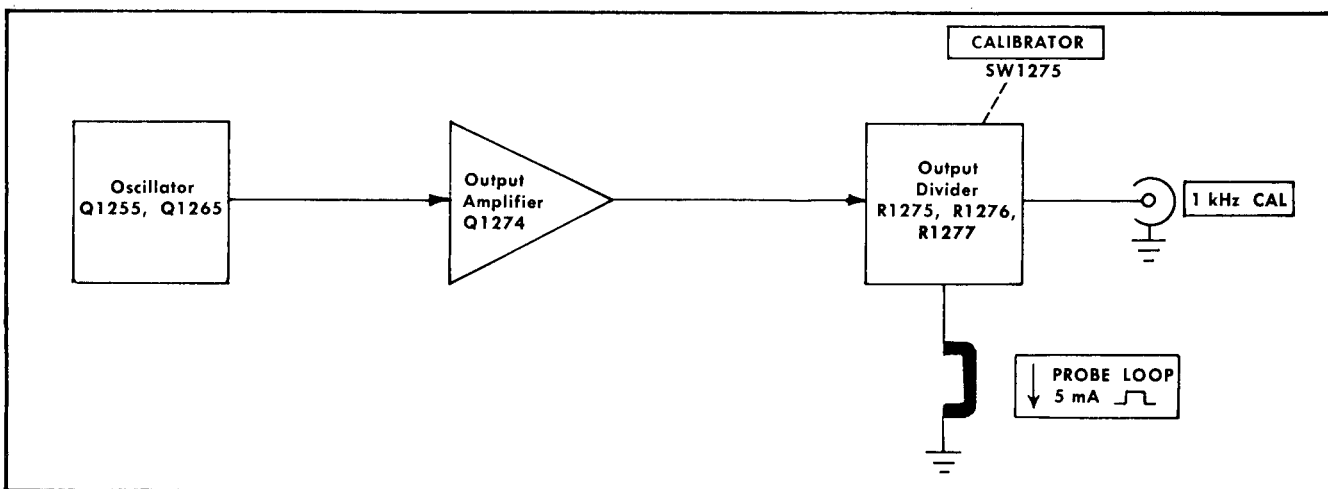 CALIBRATOR
SW1275
Oscillator
Q1255, Q1265
Output
Amplifier
Q1274
Output
Divider
R1275, R1276,
R1277
1 kHz CAL
PROBE LOOP
5 mA